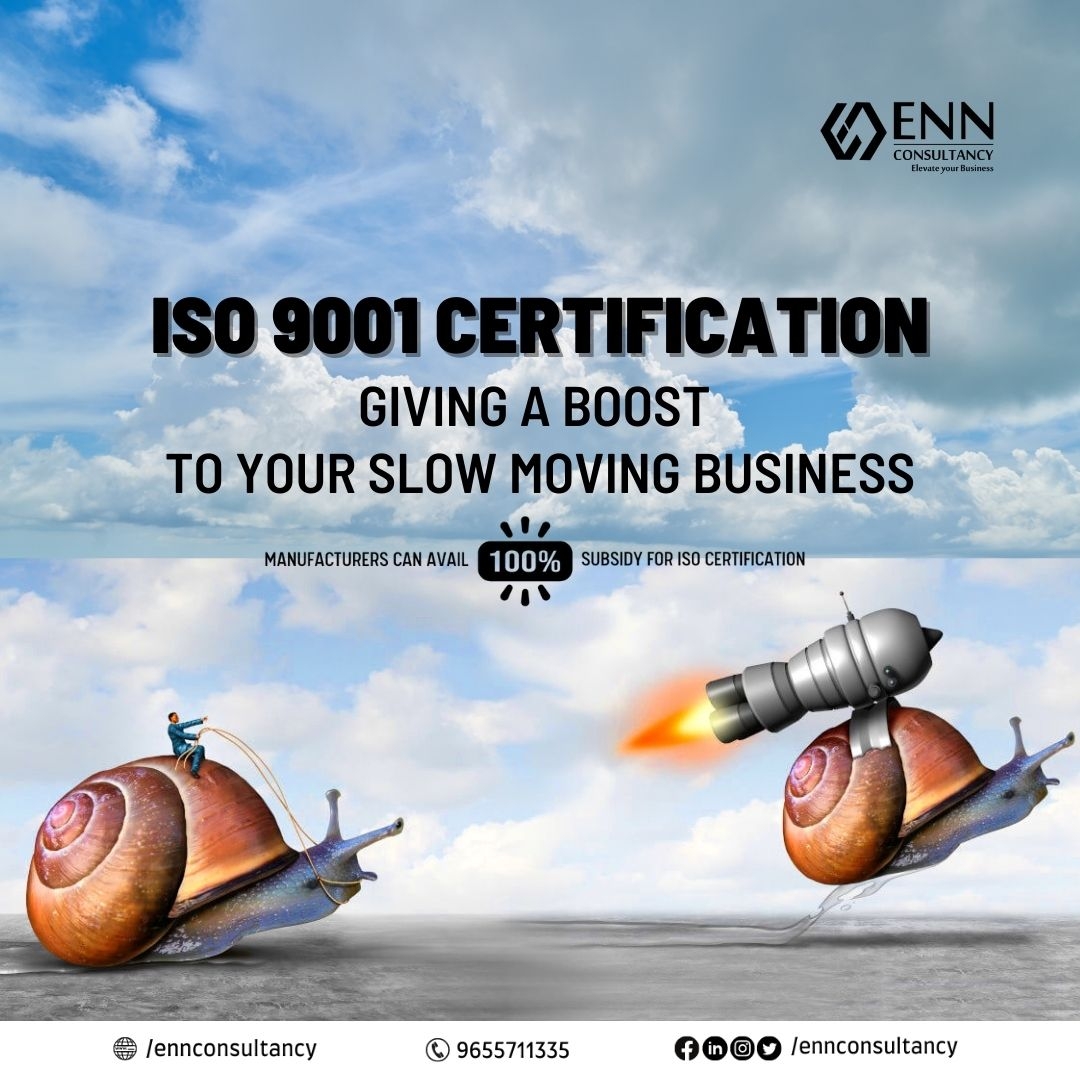 ENN
CONSULTANCY
Elevate your Business
ISO 9001 CERTIFICATION
GIVING A BOOST
TO YOUR SLOW MOVING BUSINESS
MANUFACTURERS CAN AVAIL 100% SUBSIDY FOR ISO CERTIFICATION
/ennconsultancy 9655711335 /ennconsultancy